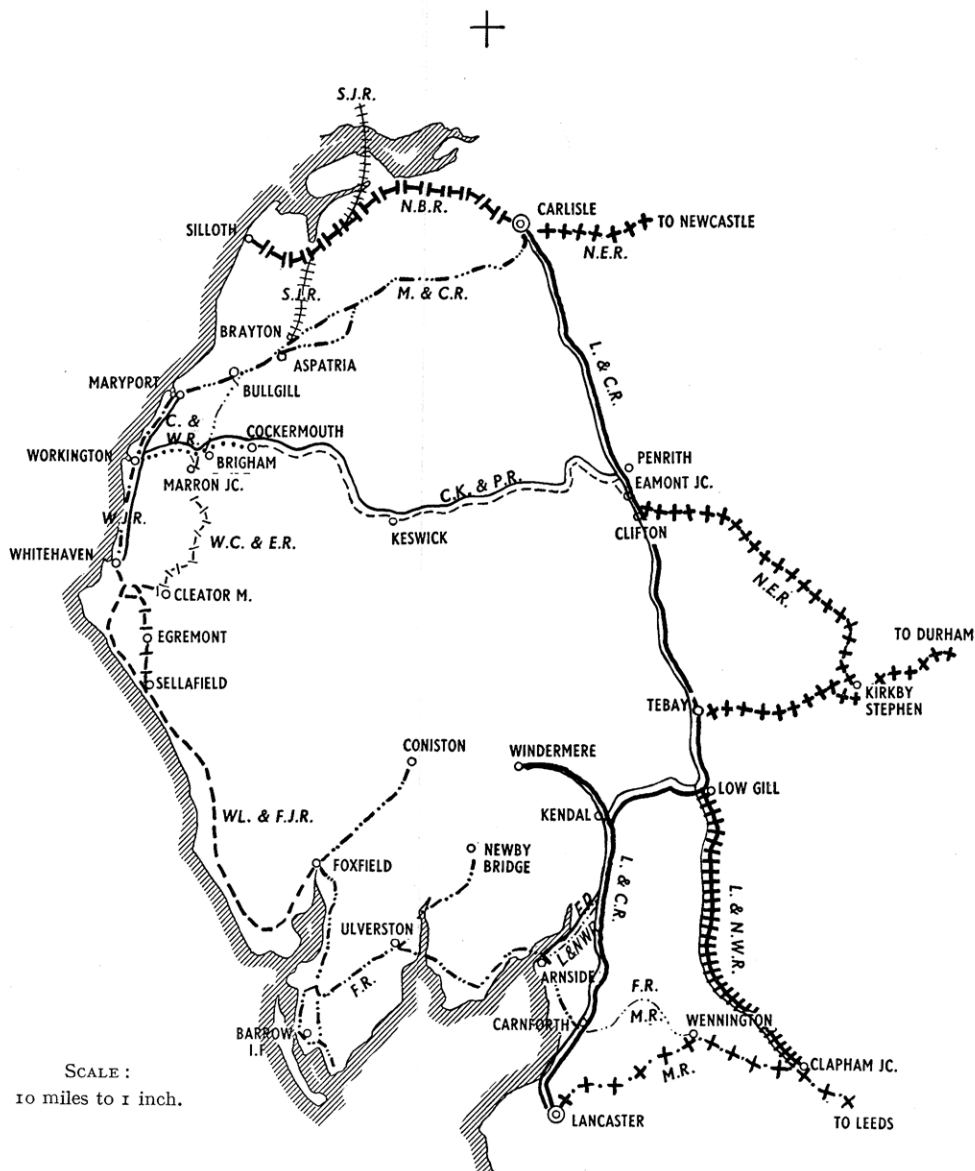 S.J.R.
N.B.R.
CARLISLE
TO NEWCASTLE
SILLOTH
N.E.R.
S.J.R.
M. & C.R.
BRAYTON
ASPATRIA
L. & C.R.
MARYPORT
BULLGILL
C. &
W.R.
COCKERMOUTH
WORKINGTON
BRIGHAM
PENRITH
MARRON JC.
EAMONT JC.
C.K. & P.R.
W.J.R.
KESWICK
CLIFTON
W.C. & E.R.
WHITEHAVEN
N.E.R.
CLEATOR M.
EGREMONT
TO DURHAM
SELLAFIELD
KIRKBY
STEPHEN
TEBAY
CONISTON
WINDERMERE
LOW GILL
WL. & F.J.R.
KENDAL
NEWBY
BRIDGE
FOXFIELD
L. & C.R.
L. & N.W.R.
ULVERSTON
F.R.
L&NWR
ARNSIDE
F.R.
F.R.
M.R.
CARNFORTH
WENNINGTON
BARROW
CLAPHAM JC.
M.R.
SCALE :
10 miles to 1 inch.
LANCASTER
TO LEEDS